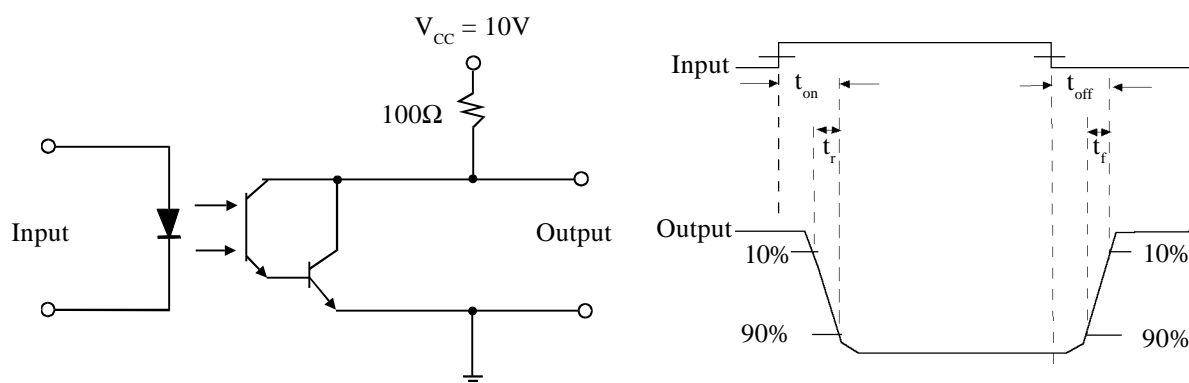 V_CC = 10V
100Ω
Input
Output
Input
t_on
t_off
t_r
t_f
Output
10%
10%
90%
90%